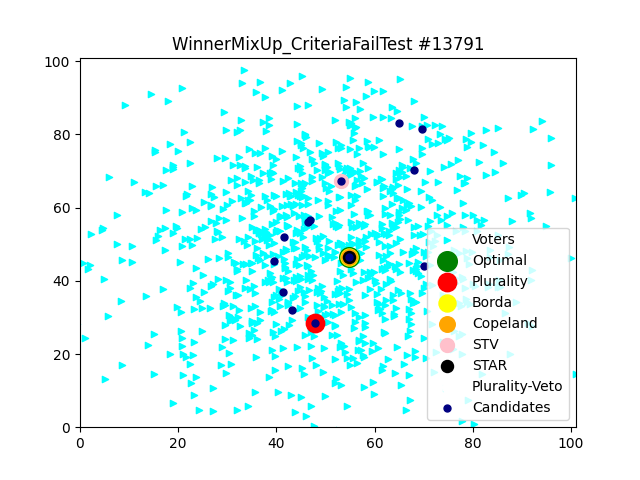 WinnerMixUp_CriteriaFailTest #13791
100
80
60
40
20
0
0
20
40
60
80
100
Voters
Optimal
Plurality
Borda
Copeland
STV
STAR
Plurality-Veto
Candidates